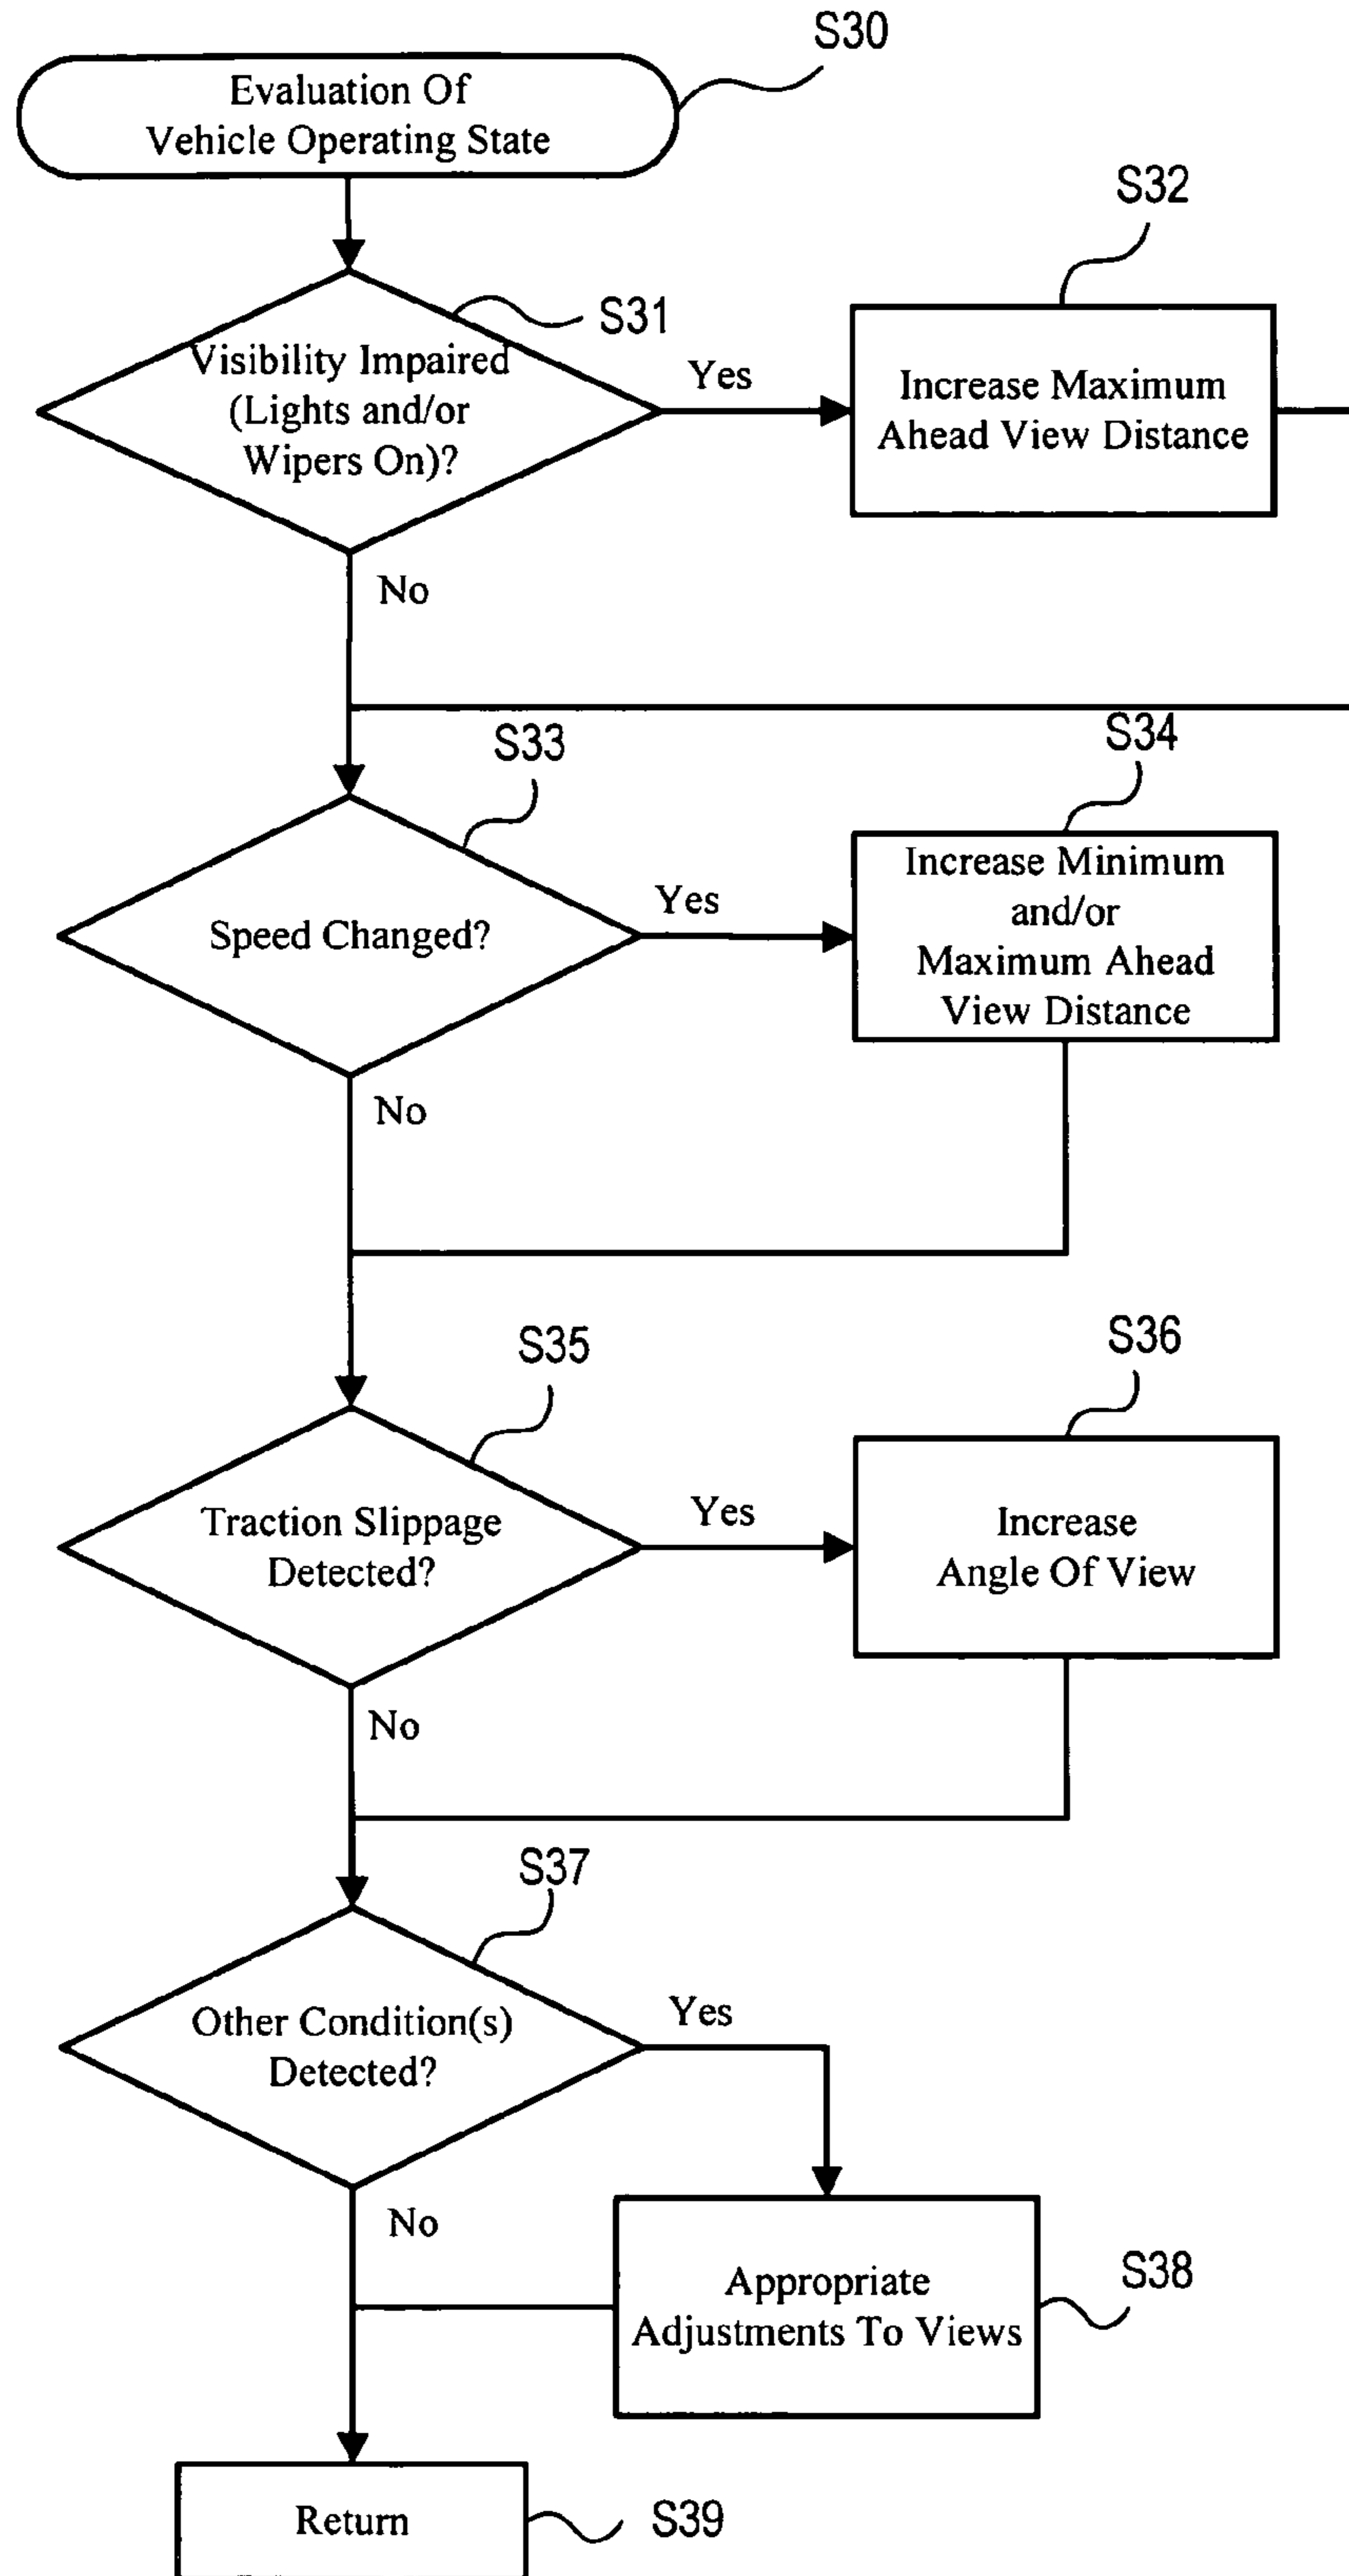 S30
Evaluation Of
Vehicle Operating State
S32
S31
Visibility Impaired
(Lights and/or
Wipers On)?
Yes
Increase Maximum
Ahead View Distance
No
S33
S34
Speed Changed?
Yes
Increase Minimum
and/or
Maximum Ahead
View Distance
No
S35
S36
Traction Slippage
Detected?
Yes
Increase
Angle Of View
No
S37
Other Condition(s)
Detected?
Yes
No
Appropriate
Adjustments To Views
S38
Return
S39